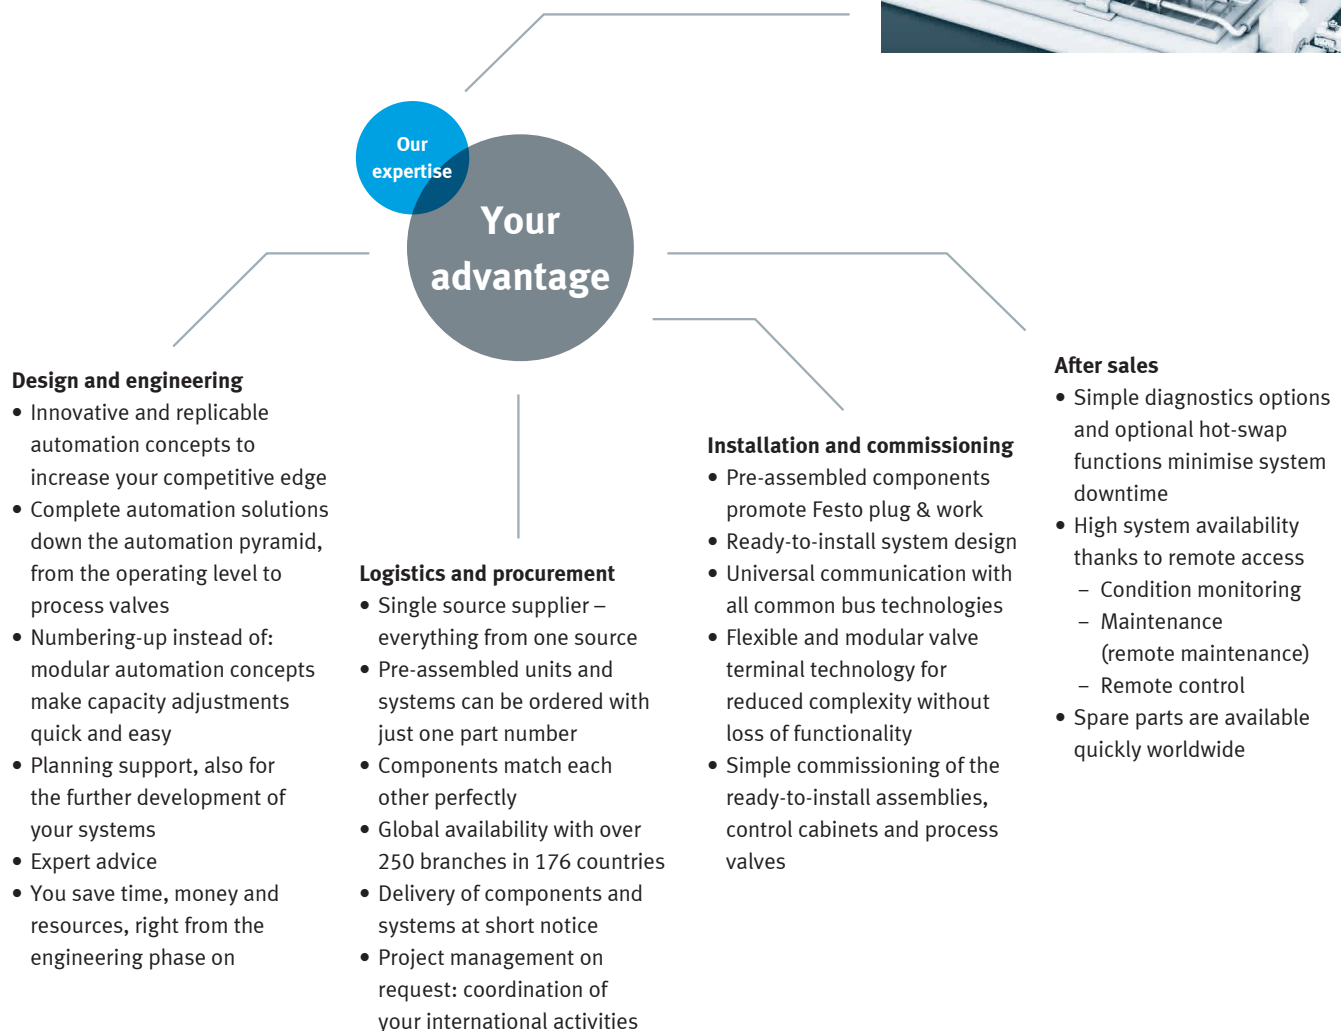 Our
expertise
Your
advantage
Design and engineering
• Innovative and replicable
automation concepts to
increase your competitive edge
• Complete automation solutions
down the automation pyramid,
from the operating level to
process valves
• Numbering-up instead of:
modular automation concepts
make capacity adjustments
quick and easy
• Planning support, also for
the further development of
your systems
• Expert advice
• You save time, money and
resources, right from the
engineering phase on
Logistics and procurement
• Single source supplier –
everything from one source
• Pre-assembled units and
systems can be ordered with
just one part number
• Components match each
other perfectly
• Global availability with over
250 branches in 176 countries
• Delivery of components and
systems at short notice
• Project management on
request: coordination of
your international activities
Installation and commissioning
• Pre-assembled components
promote Festo plug & work
• Ready-to-install system design
• Universal communication with
all common bus technologies
• Flexible and modular valve
terminal technology for
reduced complexity without
loss of functionality
• Simple commissioning of the
ready-to-install assemblies,
control cabinets and process
valves
After sales
• Simple diagnostics options
and optional hot-swap
functions minimise system
downtime
• High system availability
thanks to remote access
– Condition monitoring
– Maintenance
(remote maintenance)
– Remote control
• Spare parts are available
quickly worldwide